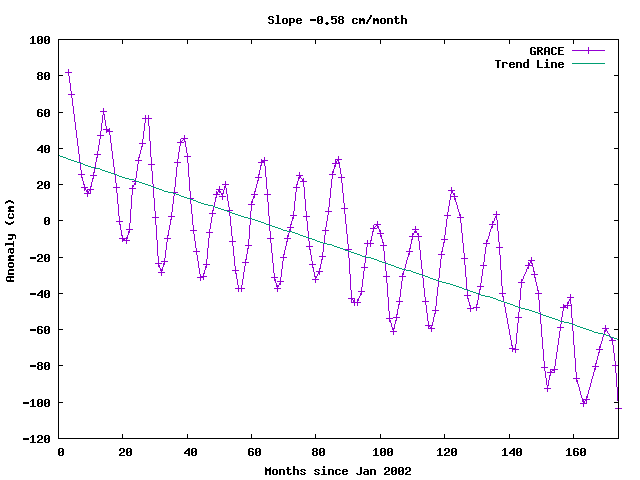 Slope -0.58 cm/month
GRACE
Trend Line
100
80
60
40
20
0
-20
-40
-60
-80
-100
-120
Anomaly (cm)
0 20 40 60 80 100 120 140 160
Months since Jan 2002